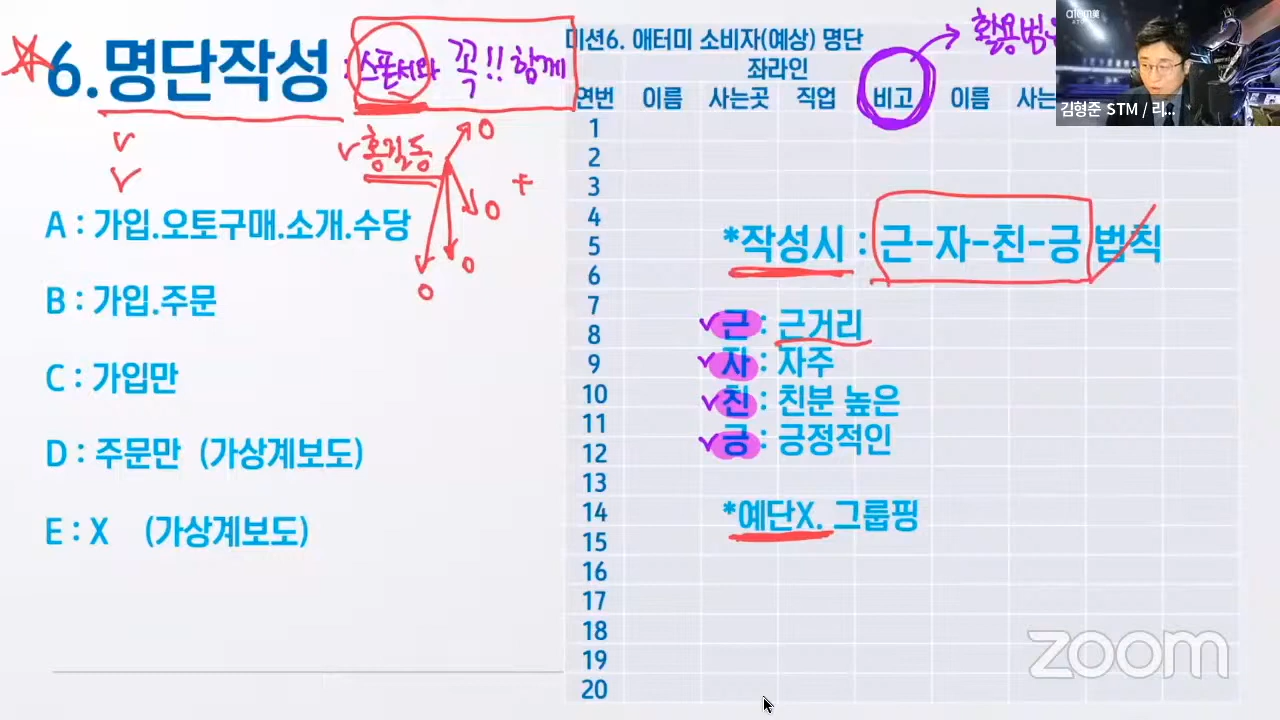 6.명단작성 : 스폰서와 꼭!! 함께
홍길동
A : 가입.오토구매.소개.수당
B : 가입.주문
C : 가입만
D : 주문만 (가상계보도)
E : X (가상계보도)
미션6. 애터미 소비자(예상) 명단
좌라인
연번 이름 사는곳 직업 비고 이름
1
2
3
4
5
6
7
8
9
10
11
12
13
14
15
16
17
18
19
20
*작성시 : 근-자-친-긍 법칙
근 : 근거리
자 : 자주
친 : 친분 높은
긍 : 긍정적인
*예단X. 그룹핑
atomy
김형준 STM / 리...
zoom